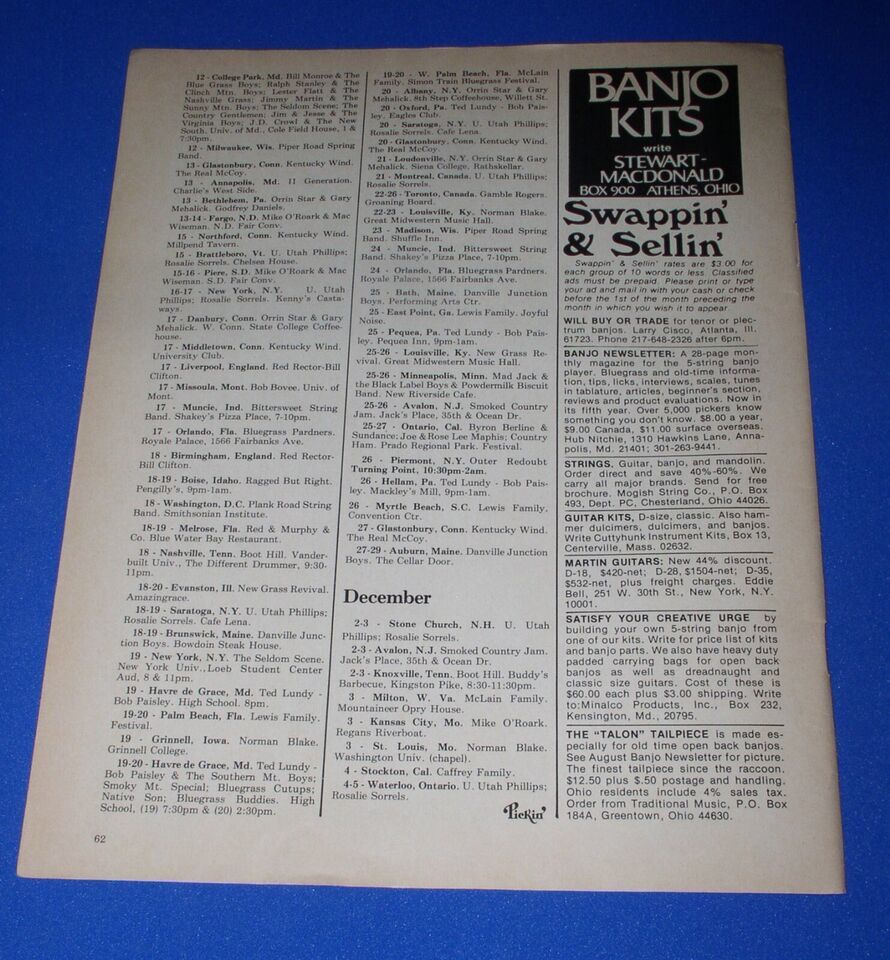 12 - College Park, Md. Bill Monroe & The
Blue Grass Boys; Ralph Stanley & The
Clinch Mtn. Boys; Lester Flatt & The
Nashville Grass; Jimmy Martin & The
Sunny Mtn. Boys; The Seldom Scene; The
Country Gentlemen; Jim & Jesse & The
Virginia Boys; J.D. Crowl & The New
South. Univ. of Md., Cole Field House, 1 &
7:30pm.
12 - Milwaukee, Wis. Piper Road Spring
Band.
13 - Glastonbury, Conn. Kentucky Wind.
The Real McCoy.
13 - Annapolis, Md. II Generation.
Charlie's West Side.
13 - Bethlehem, Pa. Orrin Star & Gary
Mehalick. Godfrey Daniels.
13-14 - Fargo, N.D. Mike O'Roark & Mac
Wiseman. N.D. Fair Conv.
15 - Northford, Conn. Kentucky Wind.
Millpend Tavern.
15 - Brattleboro, Vt. U. Utah Phillips;
Rosalie Sorrels. Chelsea House.
15-16 - Piere, S.D. Mike O'Roark & Mac
Wiseman. S.D. Fair Conv.
16-17 - New York, N.Y. U. Utah
Phillips; Rosalie Sorrels. Kenny's Casta-
ways.
17 - Danbury, Conn. Orrin Star & Gary
Mehalick. W. Conn. State College Coffee-
house.
17 - Middletown, Conn. Kentucky Wind.
University Club.
17 - Liverpool, England. Red Rector-Bill
Clifton.
17 - Missoula, Mont. Bob Bovee. Univ. of
Mont.
17 - Muncie, Ind. Bittersweet String
Band. Shakey's Pizza Place, 7-10pm.
17 - Orlando, Fla. Bluegrass Pardners.
Royale Palace, 1566 Fairbanks Ave.
18 - Birmingham, England. Red Rector-
Bill Clifton.
18-19 - Boise, Idaho. Ragged But Right.
Pengilly's, 9pm-1am.
18 - Washington, D.C. Plank Road String
Band. Smithsonian Institute.
18-19 - Melrose, Fla. Red & Murphy &
Co. Blue Water Bay Restaurant.
18 - Nashville, Tenn. Boot Hill. Vander-
built Univ., The Different Drummer, 9:30-
11pm.
18-20 - Evanston, Ill. New Grass Revival.
Amazingrace.
18-19 - Saratoga, N.Y. U. Utah Phillips;
Rosalie Sorrels. Cafe Lena.
18-19 - Brunswick, Maine. Danville Junc-
tion Boys. Bowdoin Steak House.
19 - New York, N.Y. The Seldom Scene.
New York Univ., Loeb Student Center
Aud, 8 & 11pm.
19 - Havre de Grace, Md. Ted Lundy -
Bob Paisley. High School. 8pm.
19-20 - Palm Beach, Fla. Lewis Family.
Festival.
19 - Grinnell, Iowa. Norman Blake.
Grinnell College.
19-20 - Havre de Grace, Md. Ted Lundy -
Bob Paisley & The Southern Mt. Boys;
Smoky Mt. Special; Bluegrass Cutups;
Native Son; Bluegrass Buddies. High
School, (19) 7:30pm & (20) 2:30pm.
62
19-20 - W. Palm Beach, Fla. McLain
Family. Simon Train Bluegrass Festival.
20 - Albany, N.Y. Orrin Star & Gary
Mehalick. 8th Step Coffeehouse, Willett St.
20 - Oxford, Pa. Ted Lundy - Bob Pais-
ley. Eagles Club.
20 - Saratoga, N.Y. U. Utah Phillips;
Rosalie Sorrels. Cafe Lena.
20 - Glastonbury, Conn. Kentucky Wind.
The Real McCoy.
21 - Loudonville, N.Y. Orrin Star & Gary
Mehalick. Siena College, Rathskellar.
21 - Montreal, Canada, U. Utah Phillips;
Rosalie Sorrels.
22-26 - Toronto, Canada. Gamble Rogers.
Groaning Board.
22-23 - Louisville, Ky. Norman Blake.
Great Midwestern Music Hall.
23 - Madison, Wis. Piper Road Spring
Band. Shuffle Inn.
24 - Muncie, Ind. Bittersweet String
Band. Shakey's Pizza Place, 7-10pm.
24 - Orlando, Fla. Bluegrass Pardners.
Royale Palace, 1566 Fairbanks Ave.
25 - Bath, Maine. Danville Junction
Boys. Performing Arts Ctr.
25 - East Point, Ga. Lewis Family. Joyful
Noise.
25 - Pequea, Pa. Ted Lundy - Bob Pais-
ley. Pequea Inn, 9pm-1am.
25-26 - Louisville, Ky. New Grass Re-
vival. Great Midwestern Music Hall.
25-26 - Minneapolis, Minn. Mad Jack &
the Black Label Boys & Powdermilk Biscuit
Band. New Riverside Cafe.
25-26 - Avalon, N.J. Smoked Country
Jam. Jack's Place, 35th & Ocean Dr.
25-27 - Ontario, Cal. Byron Berline &
Sundance; Joe & Rose Lee Maphis; Country
Ham. Prado Regional Park. Festival.
26 - Piermont, N.Y. Outer Redoubt
Turning Point, 10:30pm-2am.
26 - Hellam, Pa. Ted Lundy - Bob Pais-
ley. Mackley's Mill, 9pm-1am.
26 - Myrtle Beach, S.C. Lewis Family.
Convention Ctr.
27 - Glastonbury, Conn. Kentucky Wind.
The Real McCoy.
27-29 - Auburn, Maine. Danville Junction
Boys. The Cellar Door.
December
2-3 - Stone Church, N.H. U. Utah
Phillips; Rosalie Sorrels.
2-3 - Avalon, N.J. Smoked Country Jam.
Jack's Place, 35th & Ocean Dr.
2-3 - Knoxville, Tenn. Boot Hill. Buddy's
Barbecue, Kingston Pike, 8:30-11:30pm.
3 - Milton, W. Va. McLain Family.
Mountaineer Opry House.
3 - Kansas City, Mo. Mike O'Roark.
Regans Riverboat.
3 - St. Louis, Mo. Norman Blake.
Washington Univ. (chapel).
4 - Stockton, Cal. Caffrey Family.
4-5 - Waterloo, Ontario. U. Utah Phillips;
Rosalie Sorrels.
Pickin'
BANJO
KITS
write
STEWART-
MACDONALD
BOX 900 ATHENS, OHIO
Swappin'
& Sellin'
Swappin' & Sellin' rates are $3.00 for
each group of 10 words or less. Classified
ads must be prepaid. Please print or type
your ad and mail in with your cash or check
before the 1st of the month preceding the
month in which you wish it to appear.
WILL BUY OR TRADE for tenor or plec-
trum banjos. Larry Cisco, Atlanta, Ill.
61723. Phone 217-648-2326 after 6pm.
BANJO NEWSLETTER: A 28-page mon-
thly magazine for the 5-string banjo
player. Bluegrass and old-time informa-
tion, tips, licks, interviews, scales, tunes
in tablature, articles, beginner's section,
reviews and product evaluations. Now in
its fifth year. Over 5,000 pickers know
something you don't know. $8.00 a year,
$9.00 Canada, $11.00 surface overseas.
Hub Nitchie, 1310 Hawkins Lane, Anna-
polis, Md. 21401; 301-263-9441.
STRINGS, Guitar, banjo, and mandolin.
Order direct and save 40%-60%. We
carry all major brands. Send for free
brochure. Mogish String Co., P.O. Box
493, Dept. PC, Chesterland, Ohio 44026.
GUITAR KITS, D-size, classic. Also ham-
mer dulcimers, dulcimers, and banjos.
Write Cuttyhunk Instrument Kits, Box 13,
Centerville, Mass. 02632.
MARTIN GUITARS: New 44% discount.
D-18, $420-net; D-28, $1504-net; D-35,
$532-net, plus freight charges. Eddie
Bell, 251 W. 30th St., New York, N.Y.
10001.
SATISFY YOUR CREATIVE URGE by
building your own 5-string banjo from
one of our kits. Write for price list of kits
and banjo parts. We also have heavy duty
padded carrying bags for open back
banjos as well as dreadnaught and
classic size guitars. Cost of these is
$60.00 each plus $3.00 shipping. Write
to:Minalco Products, Inc., Box 232,
Kensington, Md., 20795.
THE "TALON" TAILPIECE is made es-
pecially for old time open back banjos.
See August Banjo Newsletter for picture.
The finest tailpiece since the raccoon.
$12.50 plus $.50 postage and handling.
Ohio residents include 4% sales tax.
Order from Traditional Music, P.O. Box
184A, Greentown, Ohio 44630.